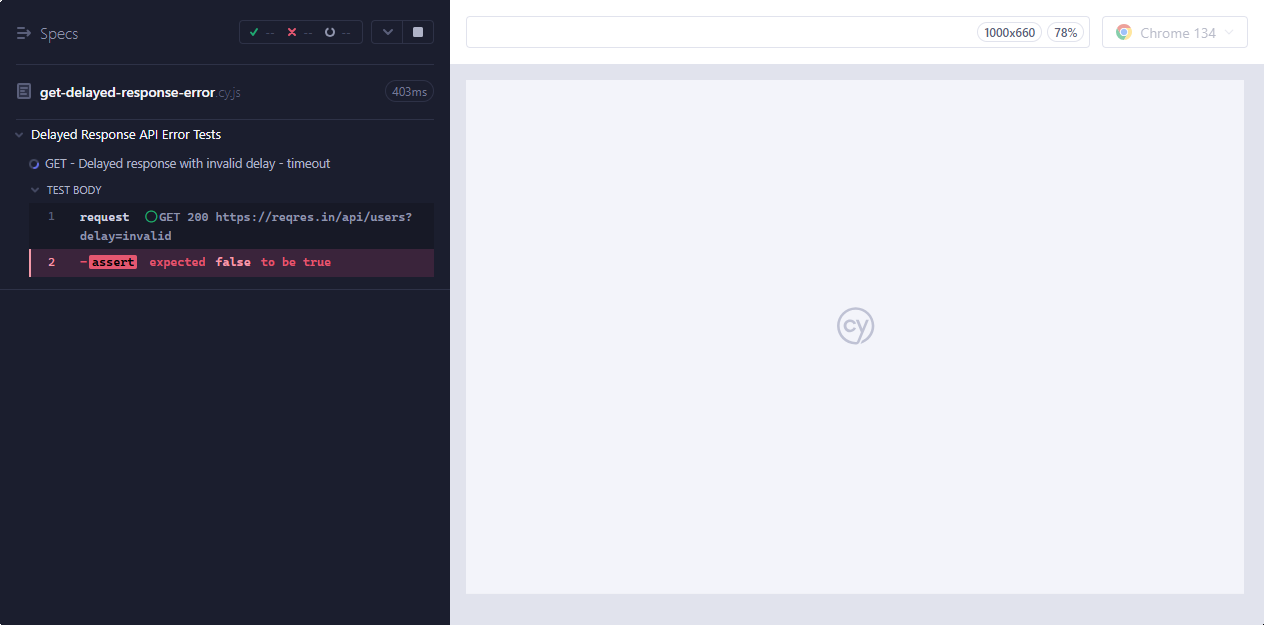 Specs
-- -- --
get-delayed-response-error.cy.js 403ms
Delayed Response API Error Tests
GET - Delayed response with invalid delay - timeout
TEST BODY
1 request GET 200 https://reqres.in/api/users?
delay=invalid
2 -assert expected false to be true
1000x660 78% Chrome 134
cy